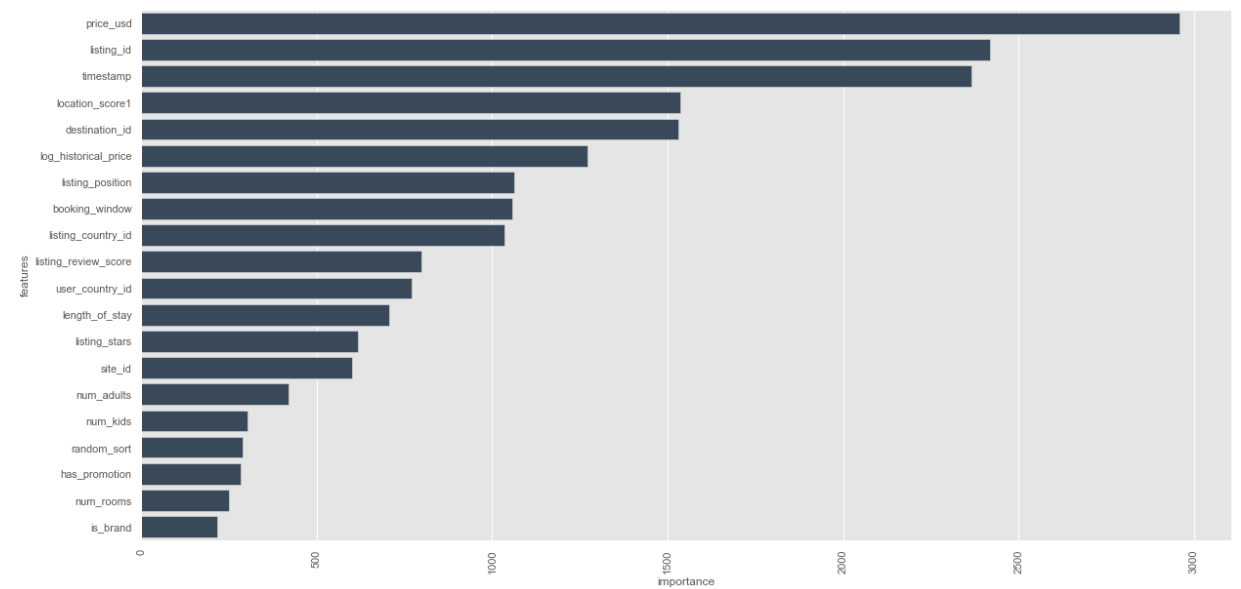 price_usd
listing_id
timestamp
location_score1
destination_id
log_historical_price
listing_position
booking_window
listing_country_id
listing_review_score
user_country_id
length_of_stay
listing_stars
site_id
num_adults
num_kids
random_sort
has_promotion
num_rooms
is_brand
features
0
500
1000
1500
2000
2500
3000
importance